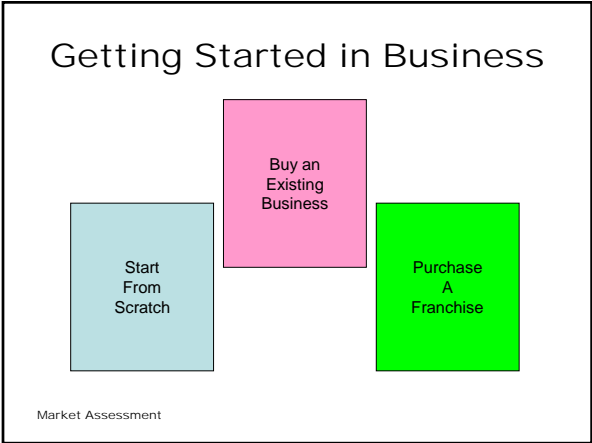 Getting Started in Business
Buy an
Existing
Business
Start
From
Scratch
Purchase
A
Franchise
Market Assessment